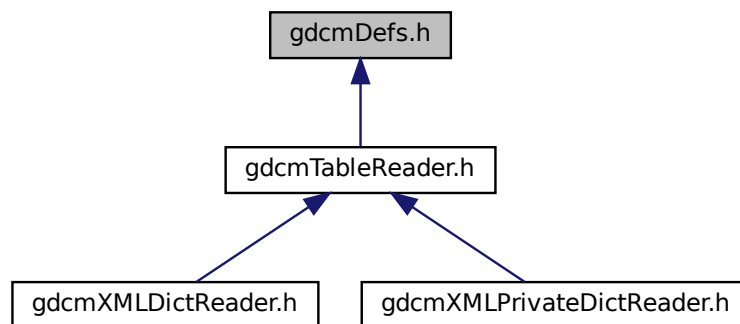 gdcmDefs.h
gdcmTableReader.h
gdcmXMLDictReader.h
gdcmXMLPrivateDictReader.h